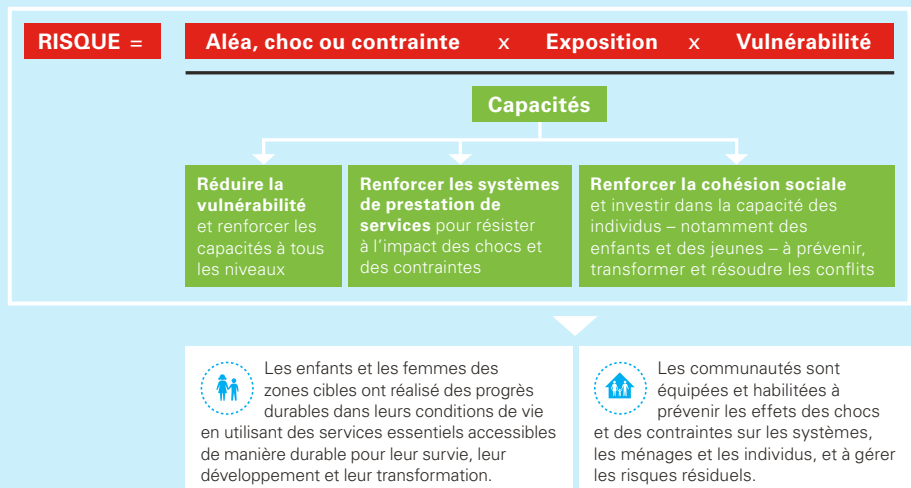 RISQUE =
Aléa, choc ou contrainte x Exposition x Vulnérabilité
Capacités
Réduire la
vulnérabilité
et renforcer les
capacités à tous
les niveaux
Renforcer les systèmes
de prestation de
services pour résister
à l'impact des chocs et
des contraintes
Renforcer la cohésion sociale
et investir dans la capacité des
individus – notamment des
enfants et des jeunes – à prévenir,
transformer et résoudre les conflits
Les enfants et les femmes des
zones cibles ont réalisé des progrès
durables dans leurs conditions de vie
en utilisant des services essentiels accessibles
de manière durable pour leur survie, leur
développement et leur transformation.
Les communautés sont
équipées et habilitées à
prévenir les effets des chocs
et des contraintes sur les systèmes,
les ménages et les individus, et à gérer
les risques résiduels.